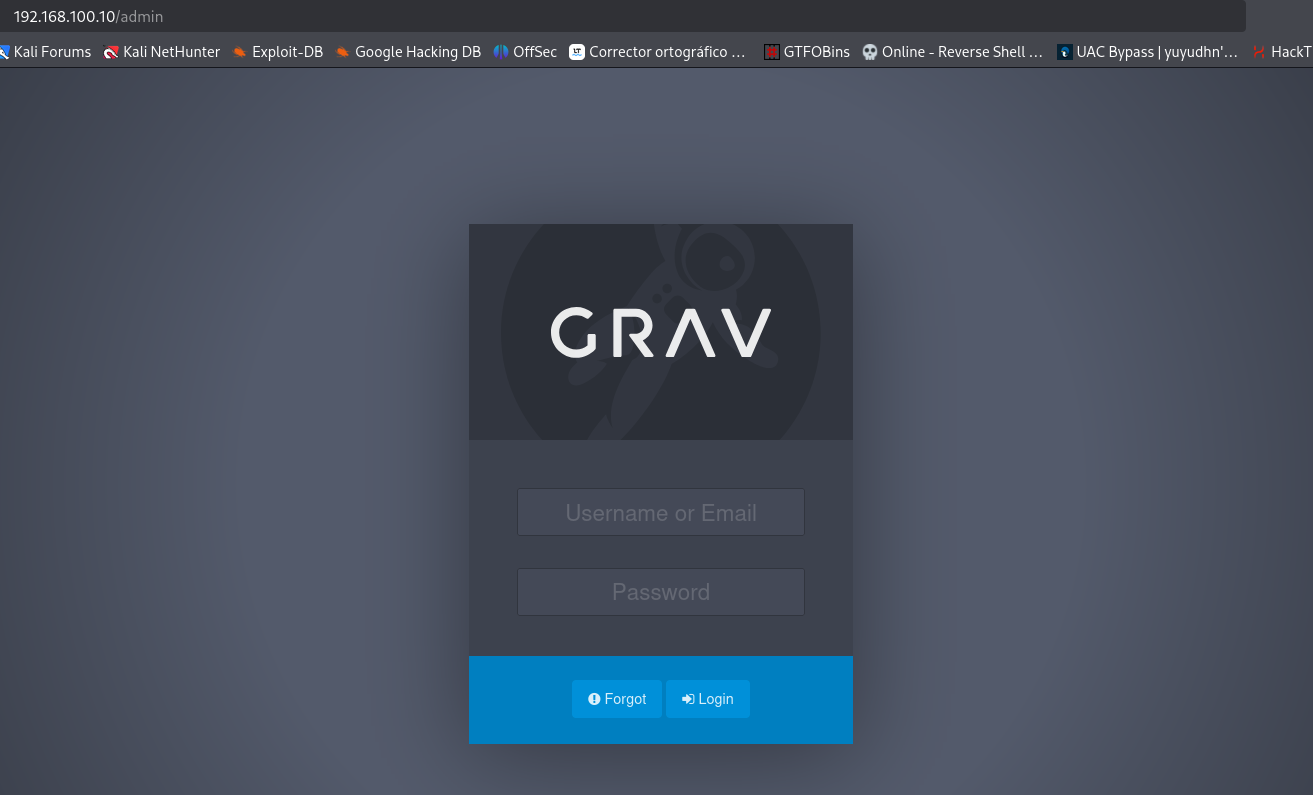 192.168.100.10/admin
Kali Forums Kali NetHunter Exploit-DB Google Hacking DB OffSec Corrector ortográfico … GTFOBins Online - Reverse Shell … UAC Bypass | yuyudhn'… HackT
GRAV
Username or Email
Password
Forgot Login